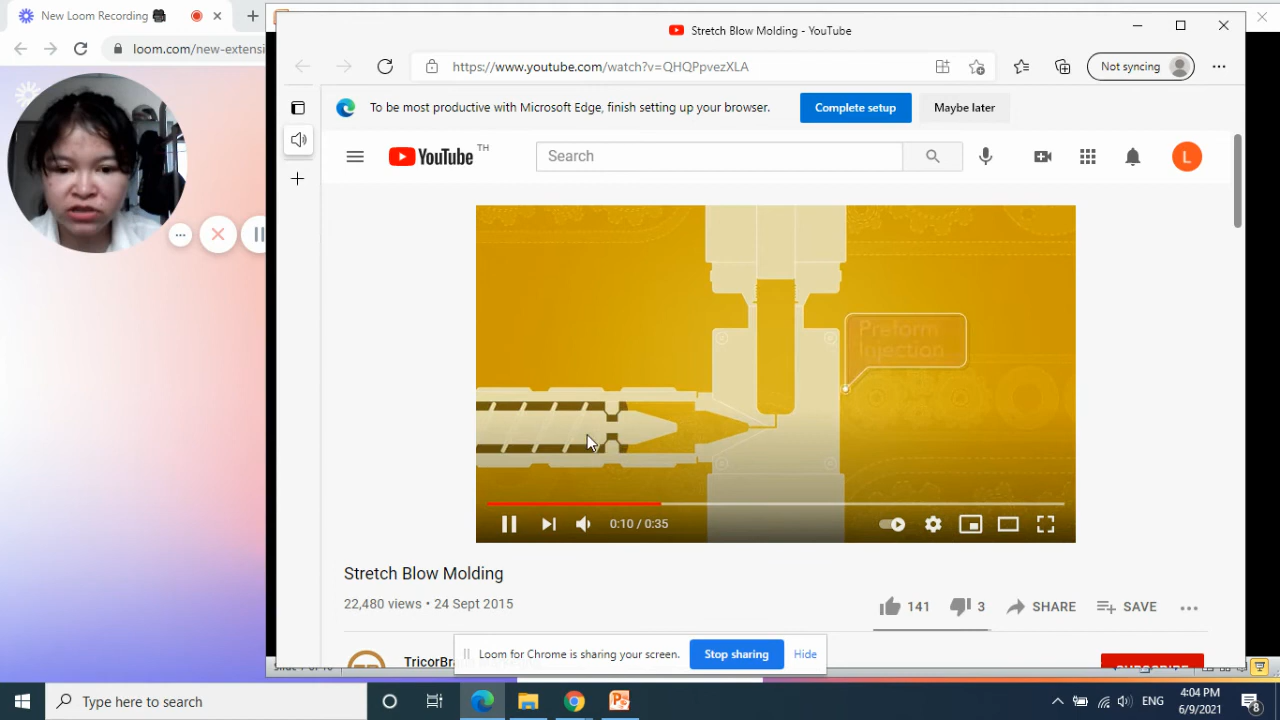 New Loom Recording
loom.com/new-extensi
Stretch Blow Molding - YouTube
https://www.youtube.com/watch?v=QHQPpvezXLA
Not syncing
To be most productive with Microsoft Edge, finish setting up your browser.
Complete setup
Maybe later
YouTube TH
Search
L
Preform
Injection
0:10 / 0:35
Stretch Blow Molding
22,480 views • 24 Sept 2015
141
3
SHARE
SAVE
TricorBra
Loom for Chrome is sharing your screen.
Stop sharing
Hide
Type here to search
ENG
4:04 PM
6/9/2021
8